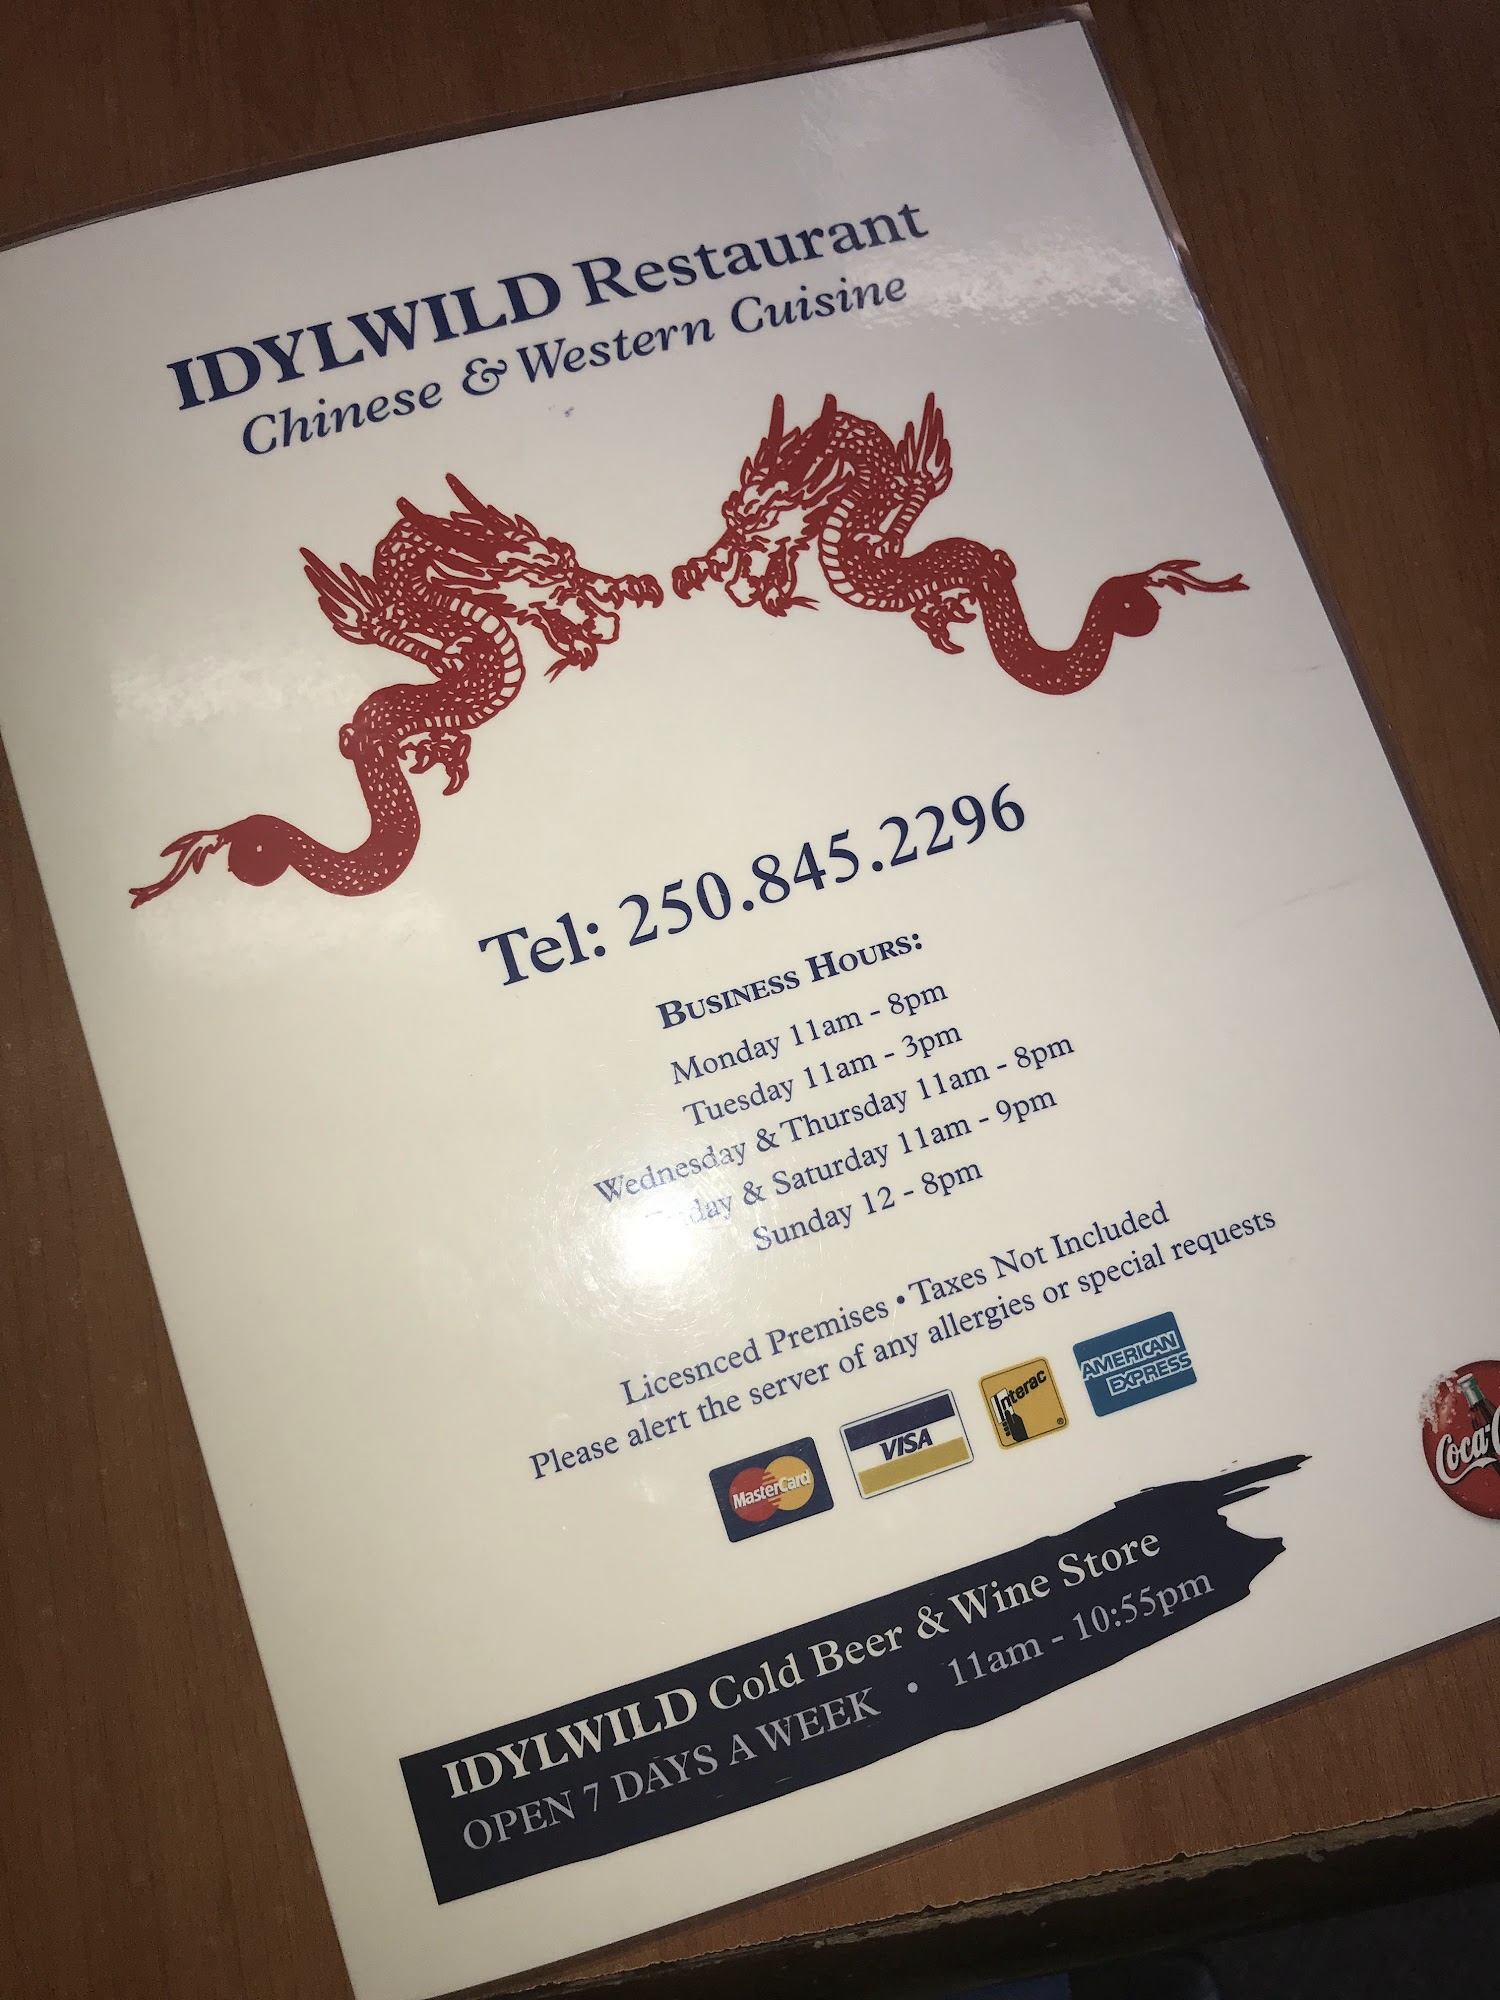 IDYLWILD Restaurant
Chinese & Western Cuisine
Tel: 250.845.2296
BUSINESS HOURS:
Monday 11am - 8pm
Tuesday 11am - 3pm
Wednesday & Thursday 11am - 8pm
Friday & Saturday 11am - 9pm
Sunday 12 - 8pm
Licesnced Premises • Taxes Not Included
Please alert the server of any allergies or special requests
MasterCard
VISA
Interac
AMERICAN
EXPRESS
IDYLWILD Cold Beer & Wine Store
OPEN 7 DAYS A WEEK • 11am - 10:55pm
Coca-C